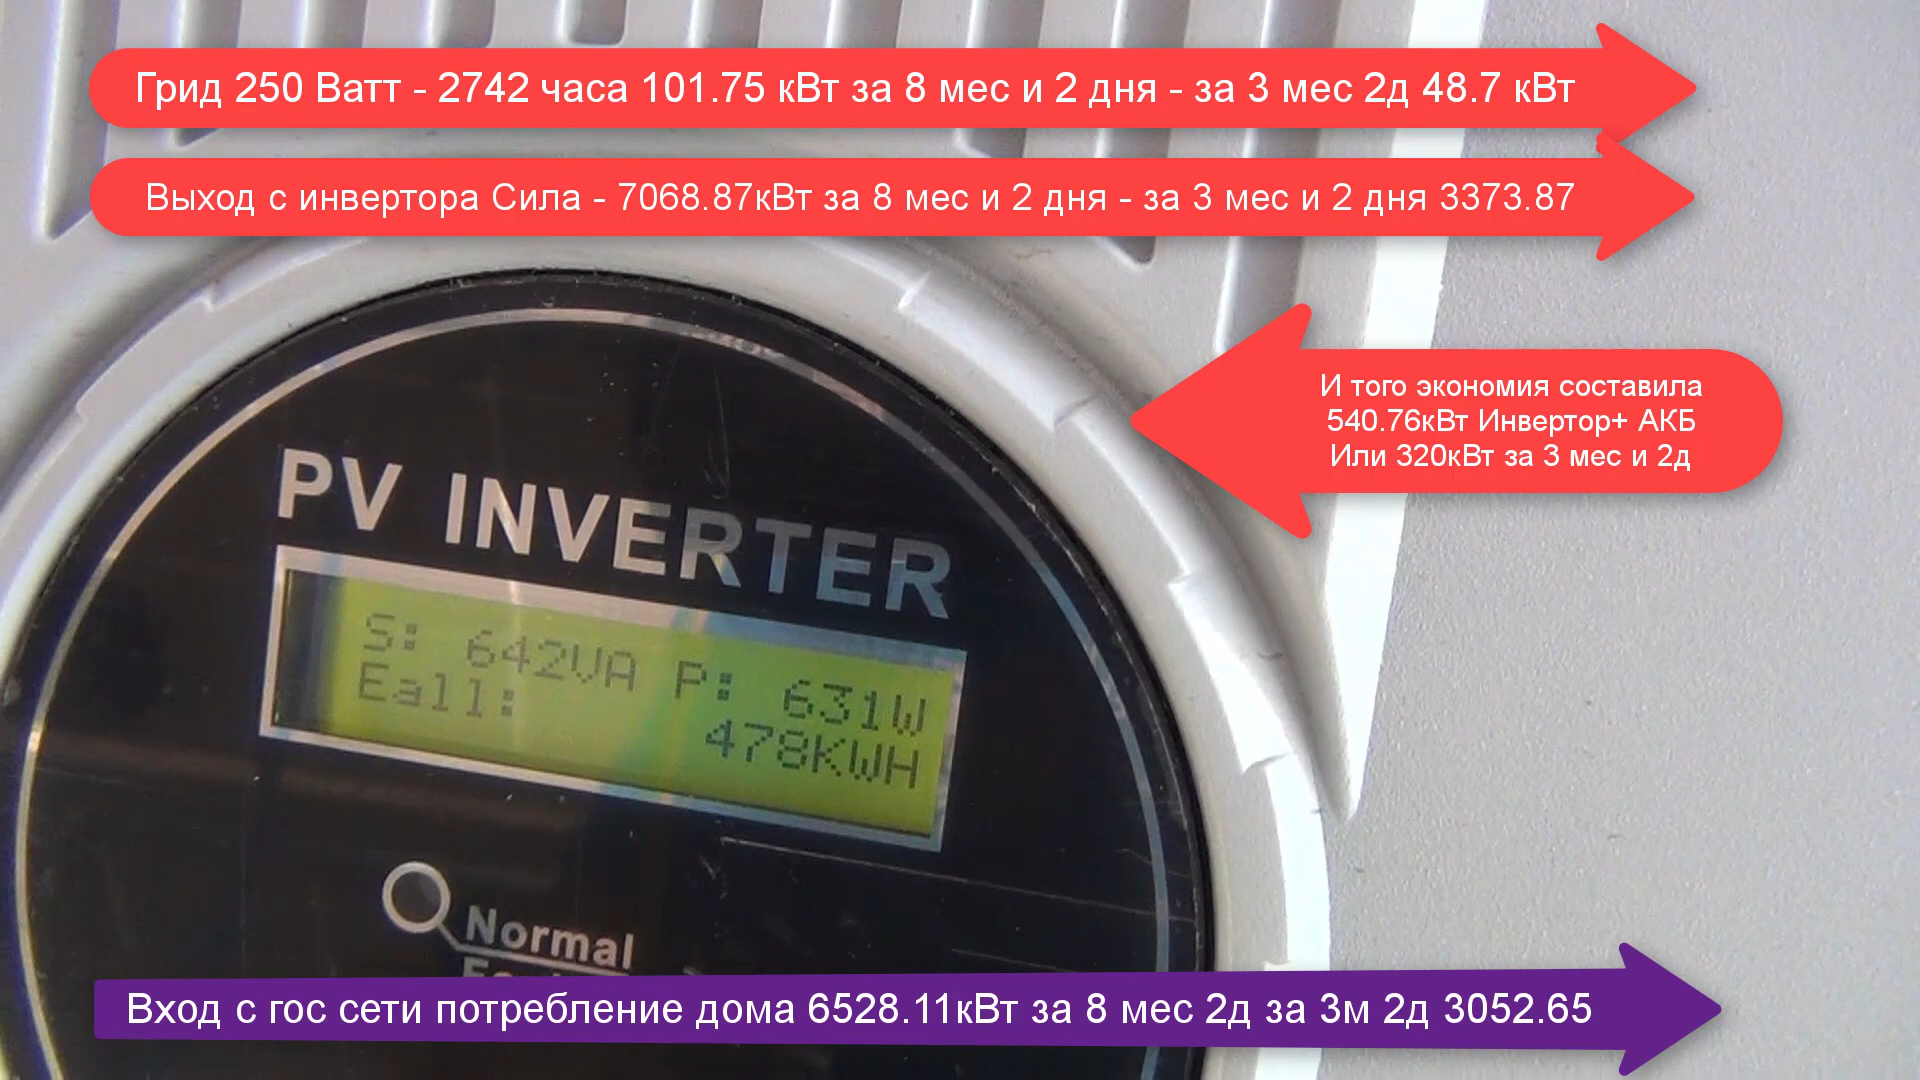 Грид 250 Ватт - 2742 часа 101.75 кВт за 8 мес и 2 дня - за 3 мес 2д 48.7 кВт
Выход с инвертора Сила - 7068.87кВт за 8 мес и 2 дня - за 3 мес и 2 дня 3373.87
И того экономия составила
540.76кВт Инвертор+ АКБ
Или 320кВт за 3 мес и 2д
PV INVERTER
S: 642VA P: 631W
Eall: 478KWH
Normal
Вход с гос сети потребление дома 6528.11кВт за 8 мес 2д за 3м 2д 3052.65